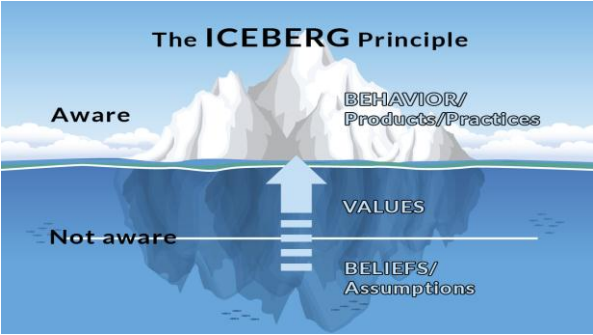 The ICEBERG Principle
Aware
BEHAVIOR/
Products/Practices
VALUES
Not aware
BELIEFS/
Assumptions